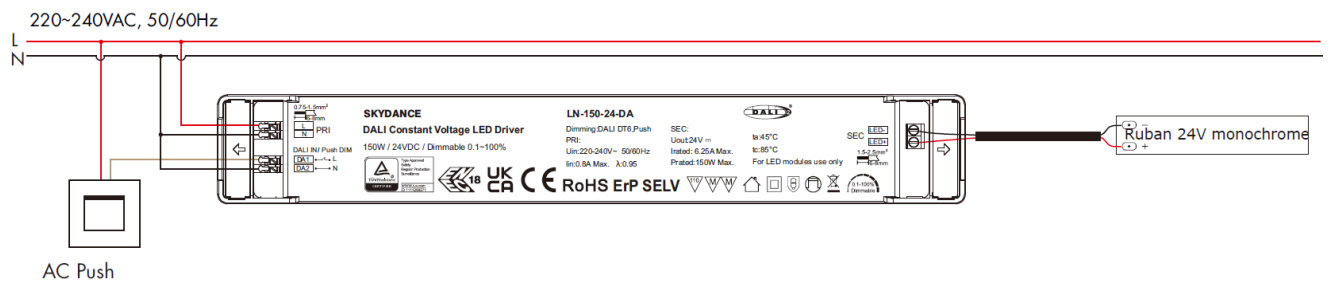 220~240VAC, 50/60Hz
L
N
0.75-1.5mm²
L
N
PRI
DALI IN/ Push DIM
DA1 L
DA2 N
SKYDANCE
DALI Constant Voltage LED Driver
150W / 24VDC / Dimmable 0.1~100%
LN-150-24-DA
Dimming:DALI DT6,Push
PRI:
Uin:220-240V~ 50/60Hz
Iin:0.8A Max. λ:0.95
SEC:
Uout:24V
Irated: 6.25A Max.
Prated:150W Max.
DALI
ta:45°C
tc:85°C
For LED modules use only
SEC
LED-
LED+
1.5-2.5mm²
18
UK
CA
CE
RoHS ErP SELV
110
M
M
0.1-100%
Dimmable
Ruban 24V monochrome
−
+
AC Push